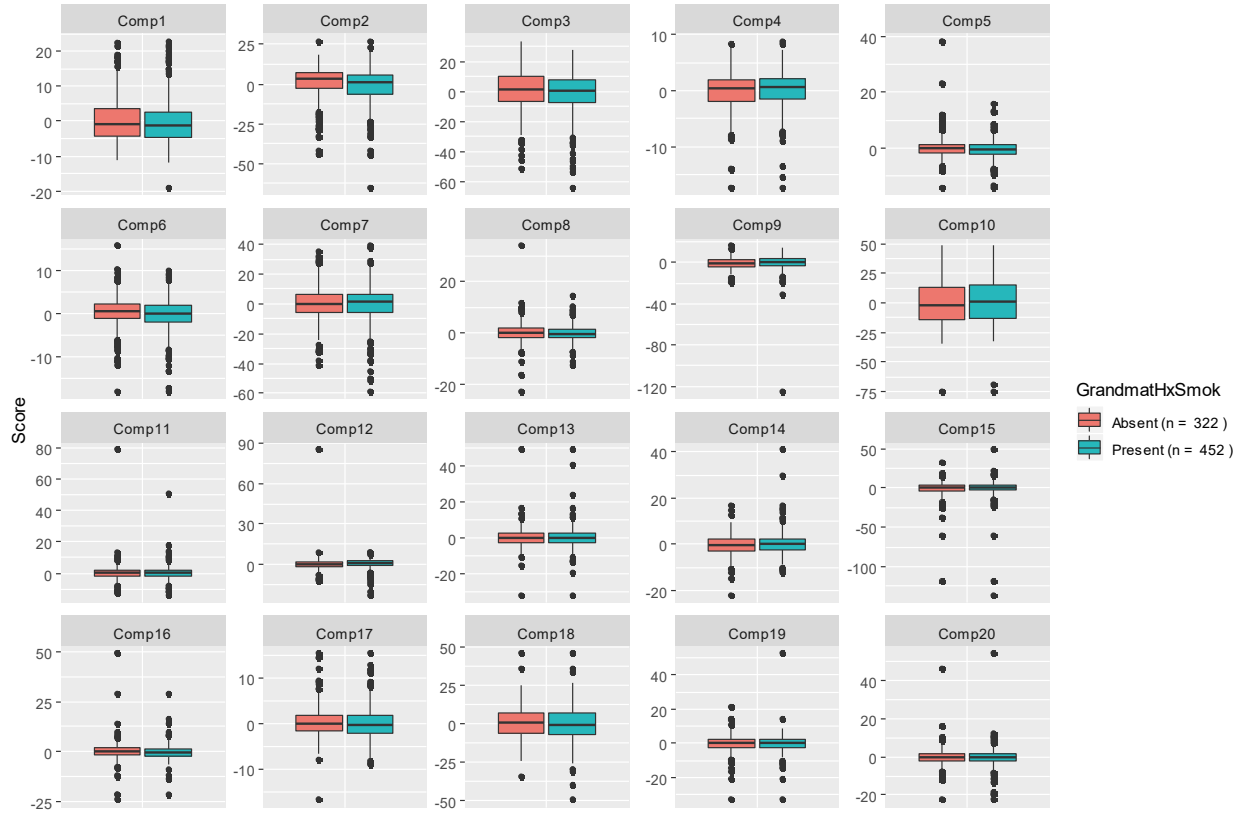 Comp1 Comp2 Comp3 Comp4 Comp5
20 10 0 -10 -20
25 0 -25 -50
20 0 -20 -40 -60
10 0 -10
40 20 0
Comp6 Comp7 Comp8 Comp9 Comp10
10 0 -10
40 20 0 -20 -40 -60
20 0 -20
0 -40 -80 -120
50 25 0 -25 -50 -75
Score
GrandmatHxSmok
Absent (n = 322 )
Present (n = 452 )
Comp11 Comp12 Comp13 Comp14 Comp15
80 60 40 20 0
90 60 30 0
40 20 0 -20
40 20 0 -20
50 0 -50 -100
Comp16 Comp17 Comp18 Comp19 Comp20
50 25 0 -25
10 0 -10
50 25 0 -25 -50
40 20 0 -20
40 20 0 -20